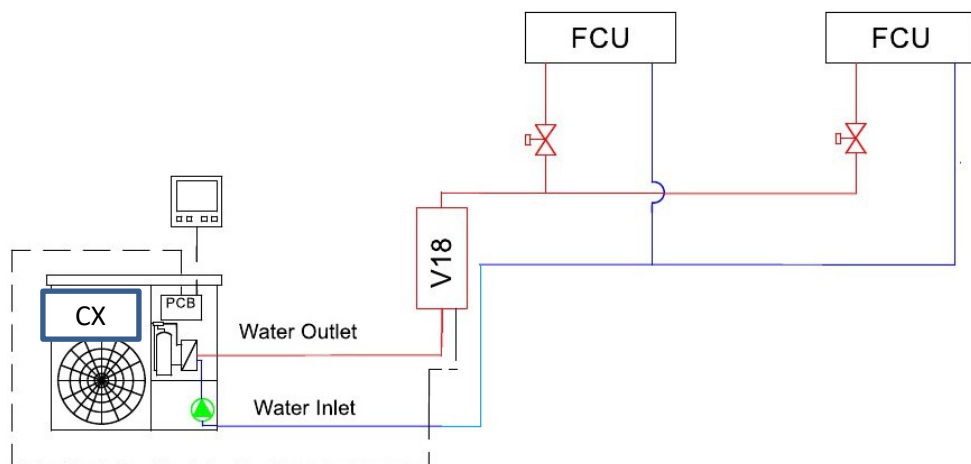 FCU
FCU
V18
PCB
CX
Water Outlet
Water Inlet